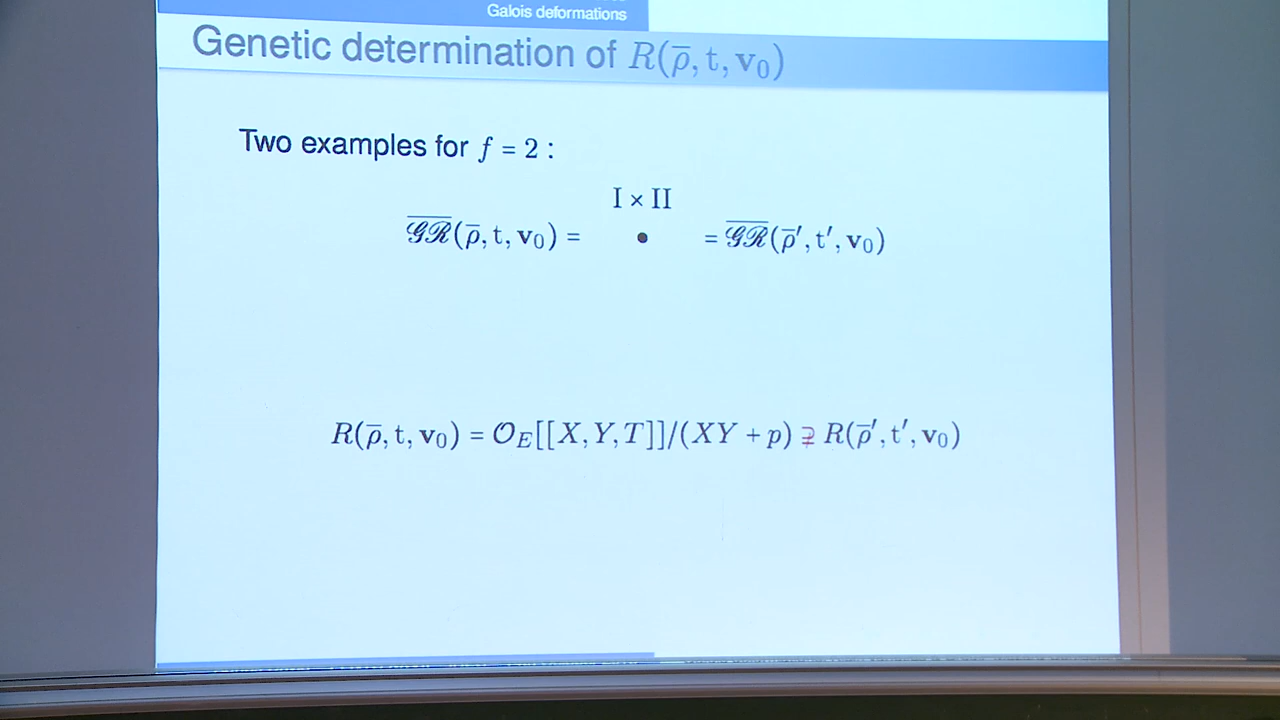 Galois deformations
Genetic determination of R(ρ̅, t, v₀)
Two examples for f = 2 :
I × II
𝒢ℛ̅(ρ̅, t, v₀) = • = 𝒢ℛ̅(ρ̅′, t′, v₀)
R(ρ̅, t, v₀) = 𝒪_E[[X, Y, T]]/(XY + p) ⊋ R(ρ̅′, t′, v₀)